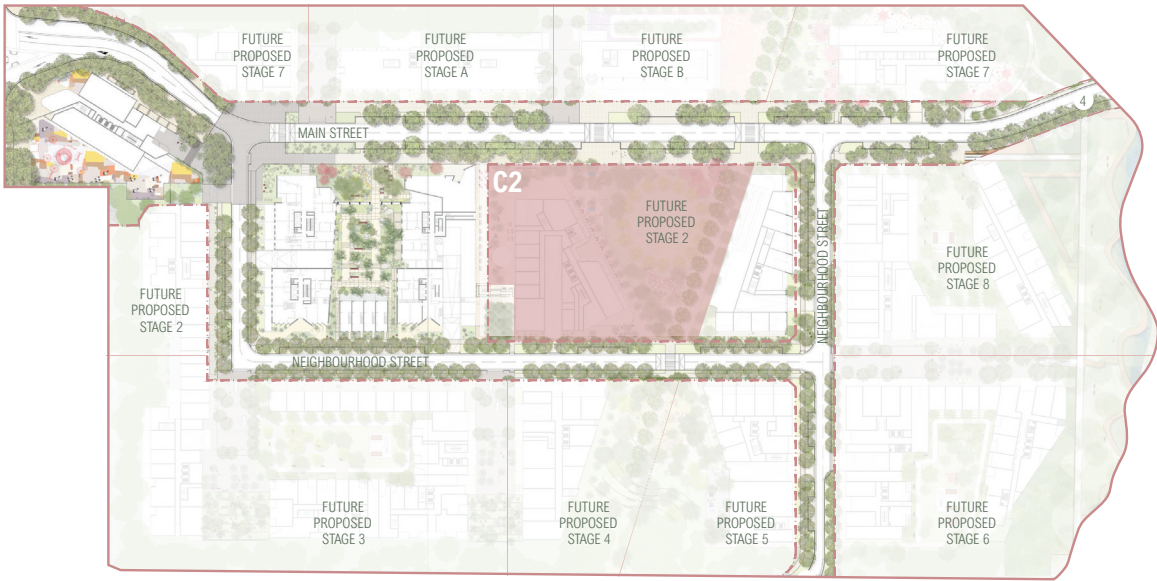 FUTURE
PROPOSED
STAGE 7
FUTURE
PROPOSED
STAGE A
FUTURE
PROPOSED
STAGE B
FUTURE
PROPOSED
STAGE 7
4
MAIN STREET
C2
FUTURE
PROPOSED
STAGE 2
NEIGHBOURHOOD STREET
FUTURE
PROPOSED
STAGE 8
FUTURE
PROPOSED
STAGE 2
NEIGHBOURHOOD STREET
FUTURE
PROPOSED
STAGE 3
FUTURE
PROPOSED
STAGE 4
FUTURE
PROPOSED
STAGE 5
FUTURE
PROPOSED
STAGE 6